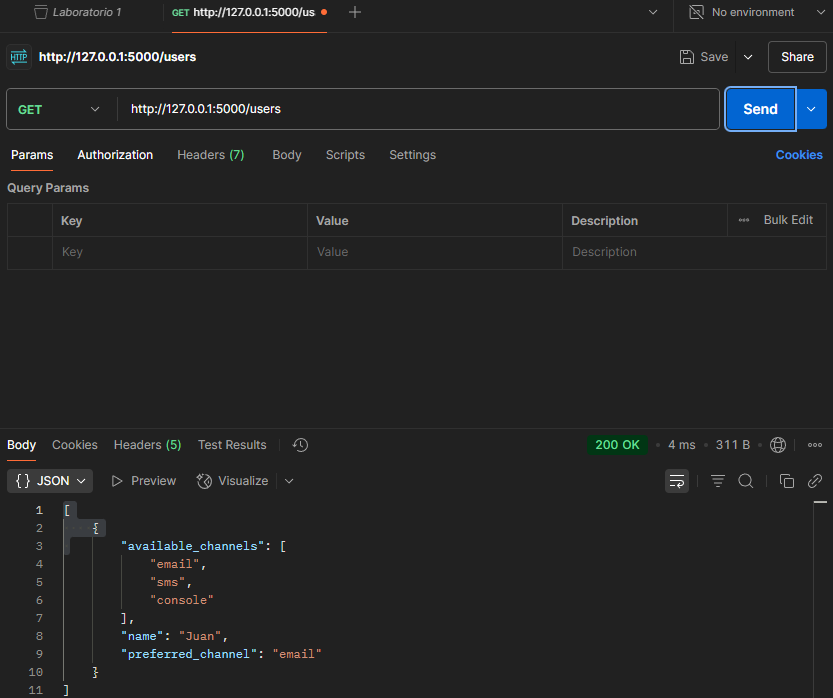 Laboratorio 1 GET http://127.0.0.1:5000/us No environment
HTTP http://127.0.0.1:5000/users Save Share
GET http://127.0.0.1:5000/users Send
Params Authorization Headers (7) Body Scripts Settings Cookies
Query Params
Key Value Description Bulk Edit
Key Value Description
Body Cookies Headers (5) Test Results 200 OK • 4 ms • 311 B •
{} JSON Preview Visualize
1 [
2 {
3 "available_channels": [
4 "email",
5 "sms",
6 "console"
7 ],
8 "name": "Juan",
9 "preferred_channel": "email"
10 }
11 ]